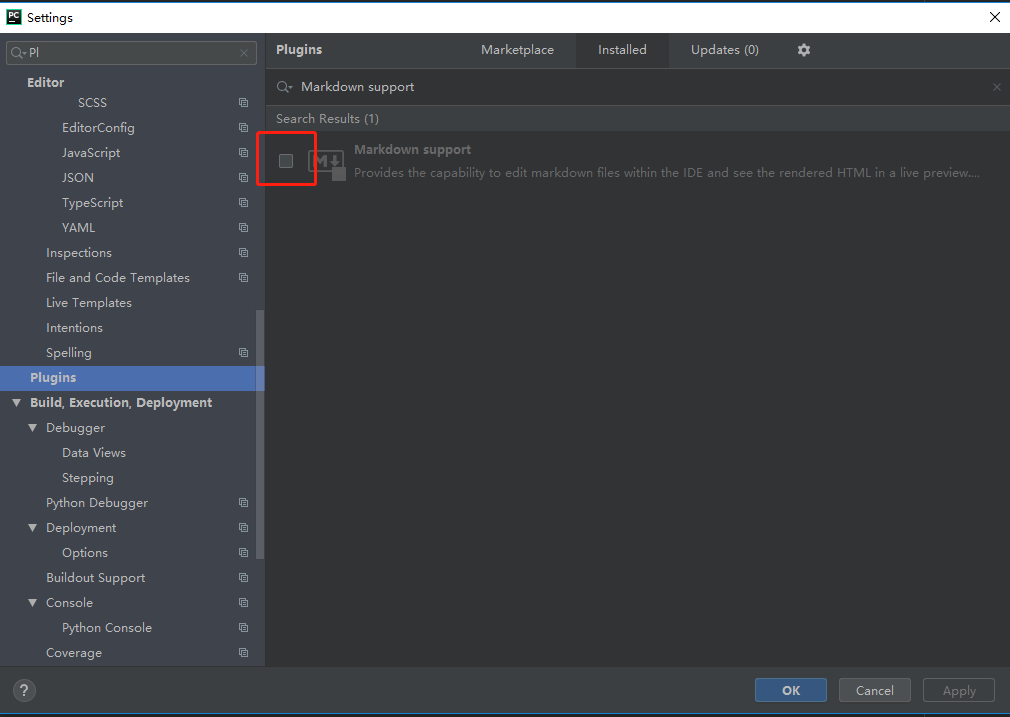 PC Settings
Pl
Plugins Marketplace Installed Updates (0)
Markdown support
Search Results (1)
M Markdown support
Provides the capability to edit markdown files within the IDE and see the rendered HTML in a live preview....
Editor
SCSS
EditorConfig
JavaScript
JSON
TypeScript
YAML
Inspections
File and Code Templates
Live Templates
Intentions
Spelling
Plugins
Build, Execution, Deployment
Debugger
Data Views
Stepping
Python Debugger
Deployment
Options
Buildout Support
Console
Python Console
Coverage
? OK Cancel Apply